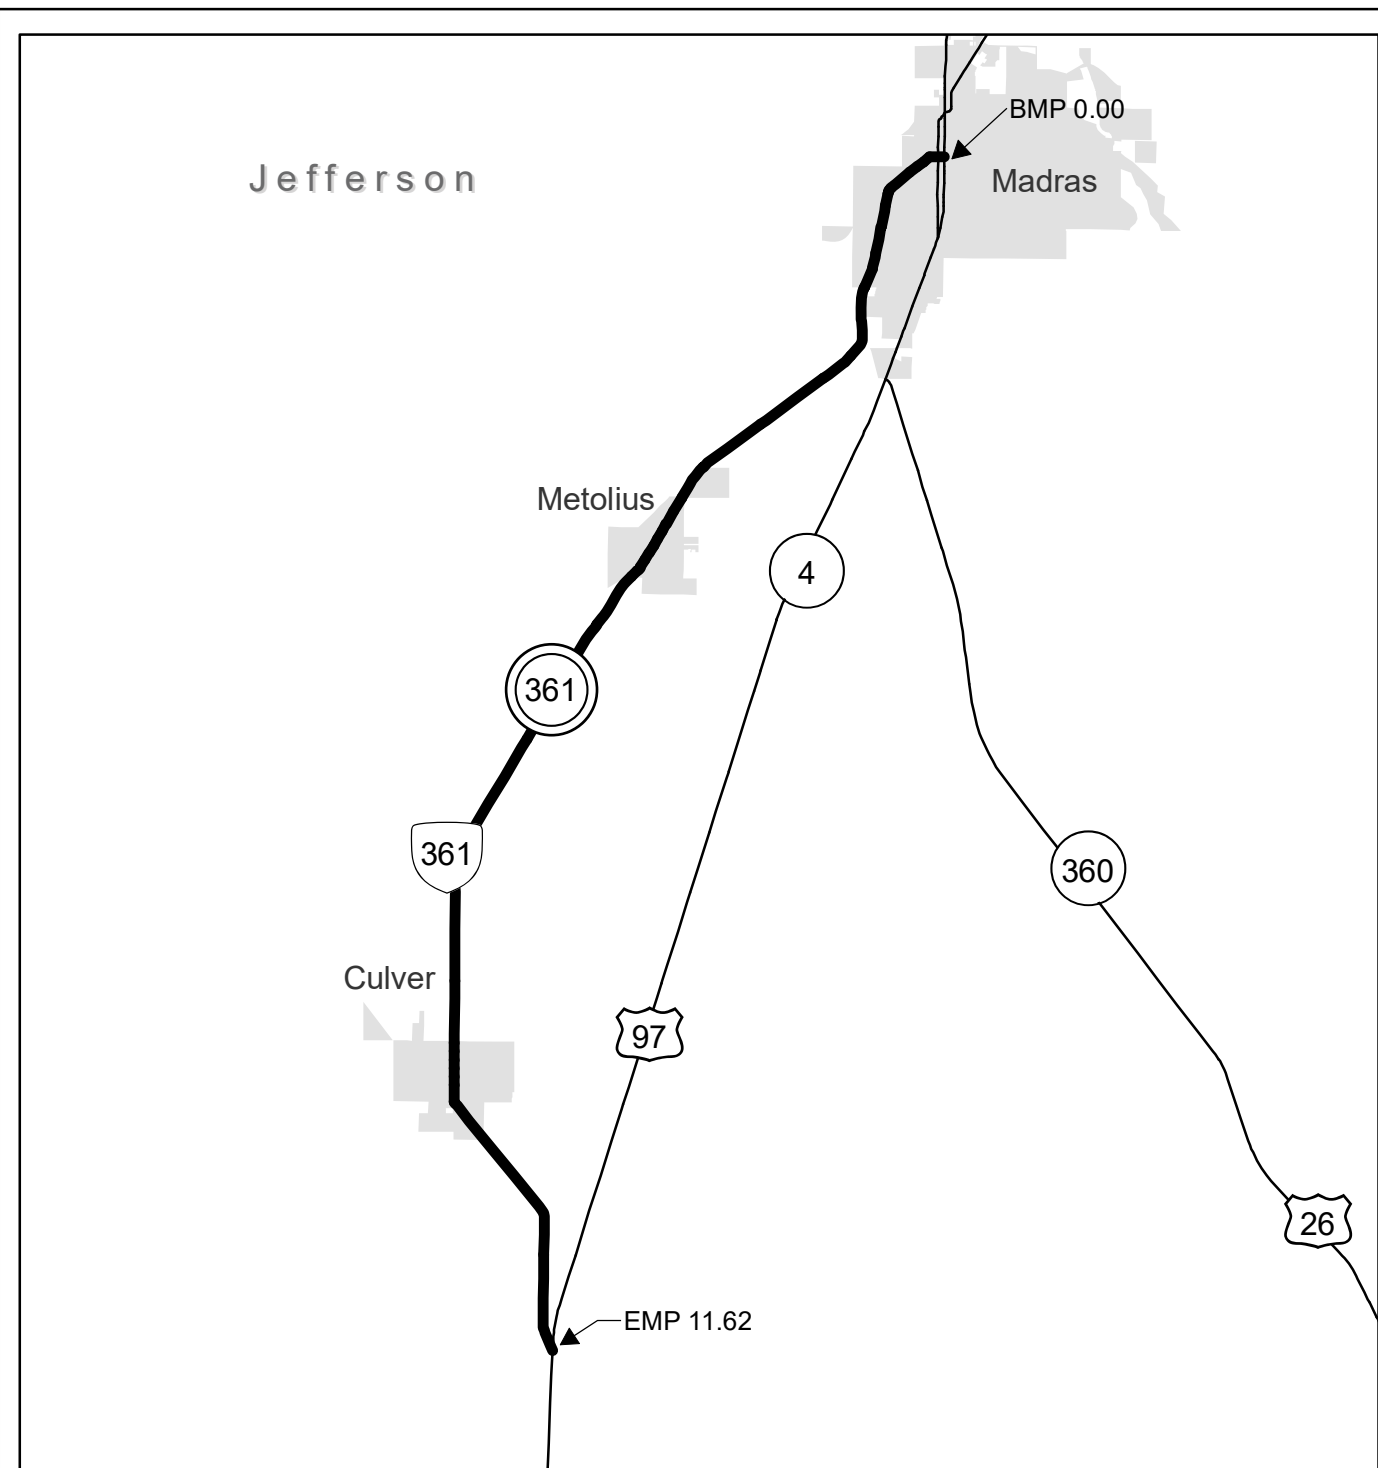 BMP 0.00
Jefferson
Madras
Metolius
4
361
361
360
Culver
97
26
EMP 11.62